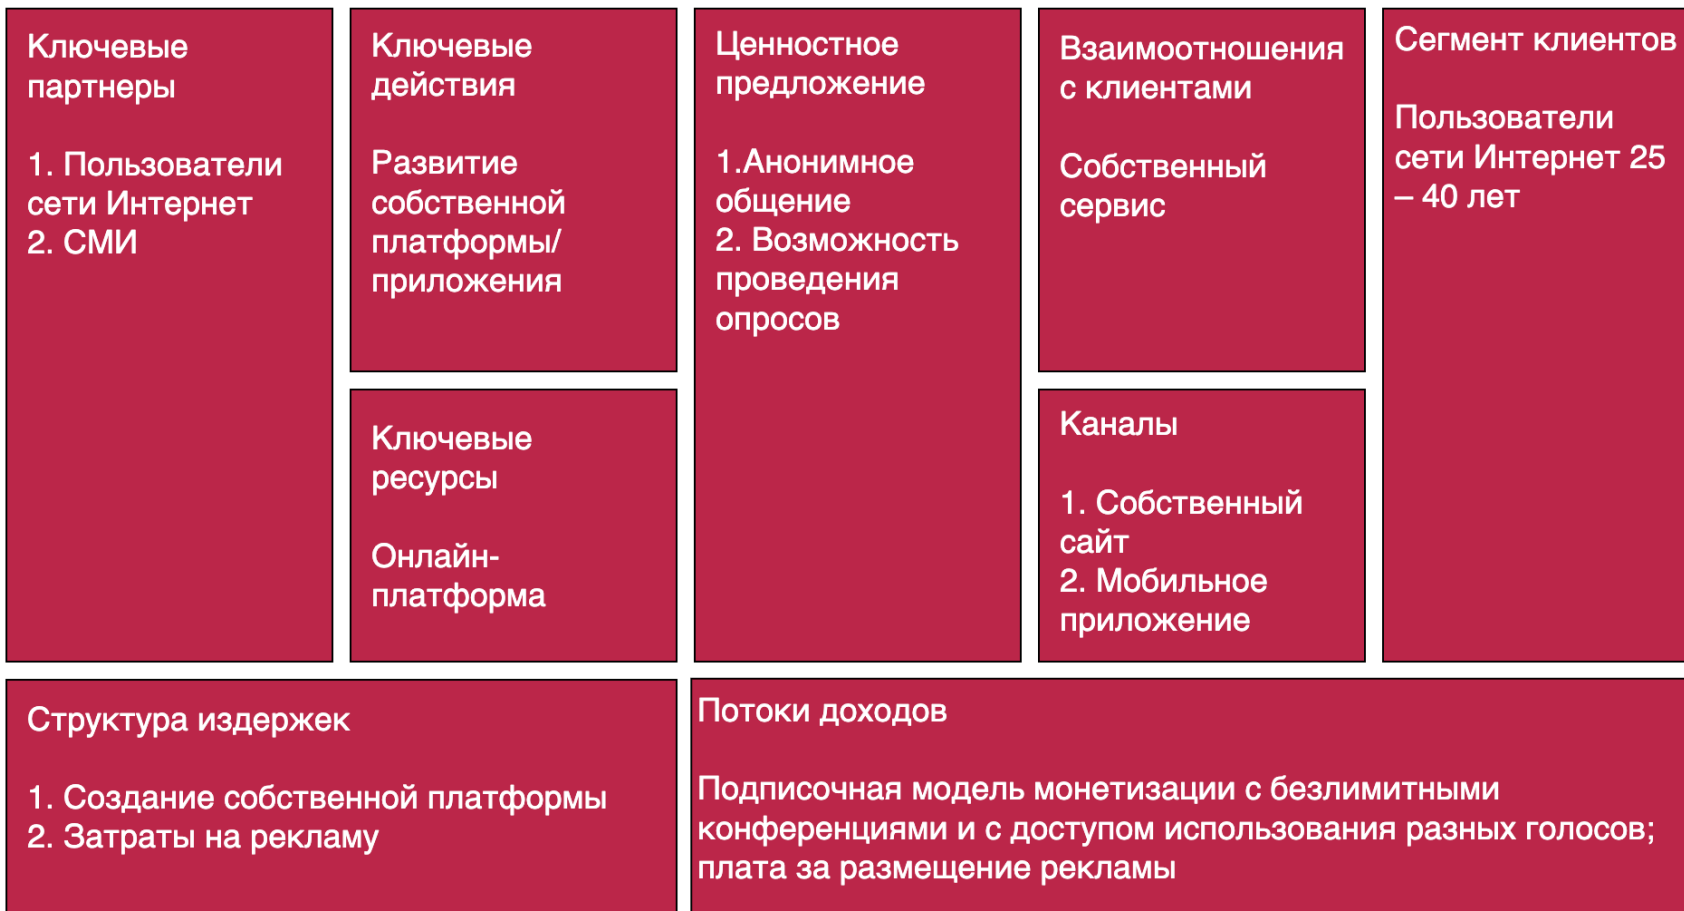 Ключевые
партнеры
1. Пользователи
сети Интернет
2. СМИ
Ключевые
действия
Развитие
собственной
платформы/
приложения
Ключевые
ресурсы
Онлайн-
платформа
Ценностное
предложение
1.Анонимное
общение
2. Возможность
проведения
опросов
Взаимоотношения
с клиентами
Собственный
сервис
Каналы
1. Собственный
сайт
2. Мобильное
приложение
Сегмент клиентов
Пользователи
сети Интернет 25
– 40 лет
Структура издержек
1. Создание собственной платформы
2. Затраты на рекламу
Потоки доходов
Подписочная модель монетизации с безлимитными
конференциями и с доступом использования разных голосов;
плата за размещение рекламы